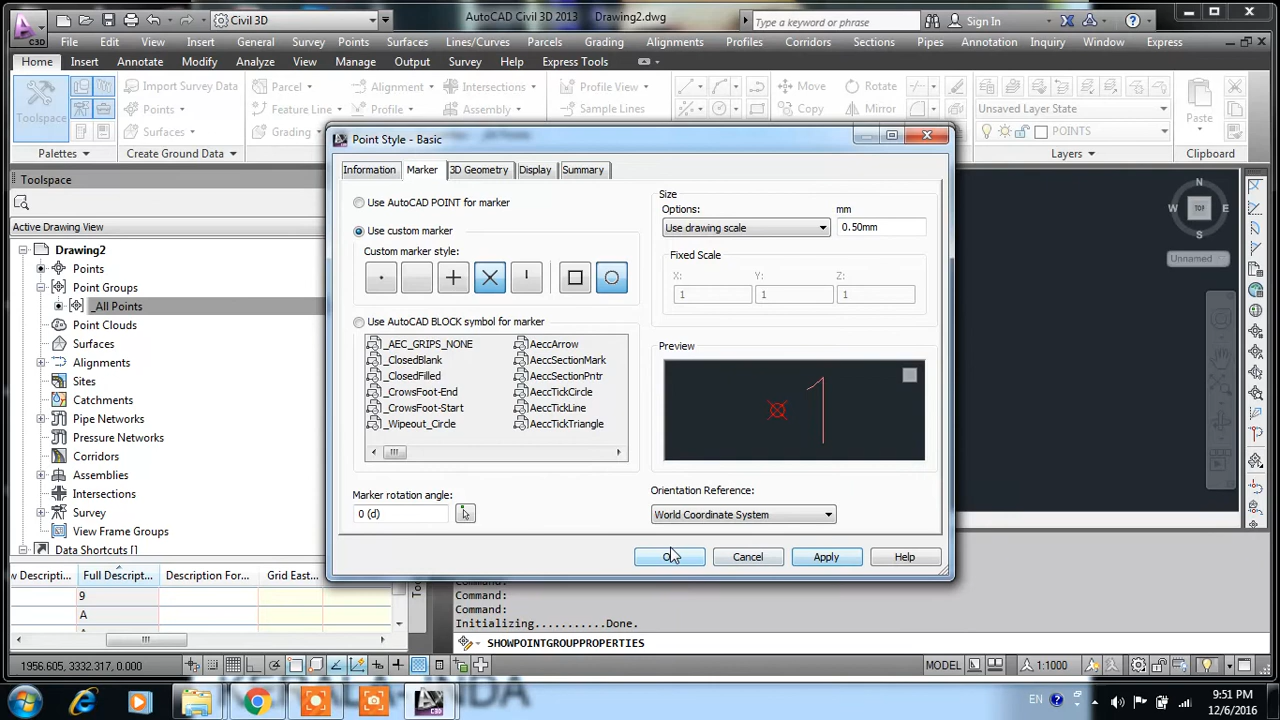 Civil 3D
AutoCAD Civil 3D 2013 Drawing2.dwg
Type a keyword or phrase
Sign In
C3D
File Edit View Insert General Survey Points Surfaces Lines/Curves Parcels Grading Alignments Profiles Corridors Sections Pipes Annotation Inquiry Window Express
Home Insert Annotate Modify Analyze View Manage Output Survey Help Express Tools
Toolspace
Import Survey Data
Points
Surfaces
Parcel
Feature Line
Grading
Alignment
Profile
Intersection
Assembly
Profile View
Sample Lines
Move
Copy
Rotate
Mirror
Unsaved Layer State
POINTS
Paste
Palettes
Create Ground Data
Layers
Clipboard
Toolspace
Active Drawing View
Drawing2
Points
Point Groups
_All Points
Point Clouds
Surfaces
Alignments
Sites
Catchments
Pipe Networks
Pressure Networks
Corridors
Assemblies
Intersections
Survey
View Frame Groups
Data Shortcuts [
w Descripti... Full Descript... Description For... Grid East...
9
A
Point Style - Basic
Information Marker 3D Geometry Display Summary
Use AutoCAD POINT for marker
Use custom marker
Custom marker style:
Use AutoCAD BLOCK symbol for marker
_AEC_GRIPS_NONE
_ClosedBlank
_ClosedFilled
_CrowsFoot-End
_CrowsFoot-Start
_Wipeout_Circle
AeccArrow
AeccSectionMark
AeccSectionPntr
AeccTickCircle
AeccTickLine
AeccTickTriangle
Marker rotation angle:
0 (d)
Size
Options:
mm
Use drawing scale
0.50mm
Fixed Scale
X: Y: Z:
1 1 1
Preview
1
Orientation Reference:
World Coordinate System
Cancel Apply Help
N
W TOP E
S
Unnamed
Command:
Command:
Initializing...........Done.
SHOWPOINTGROUPPROPERTIES
1956.605, 3332.317, 0.000
MODEL
1:1000
EN
9:51 PM
12/6/2016